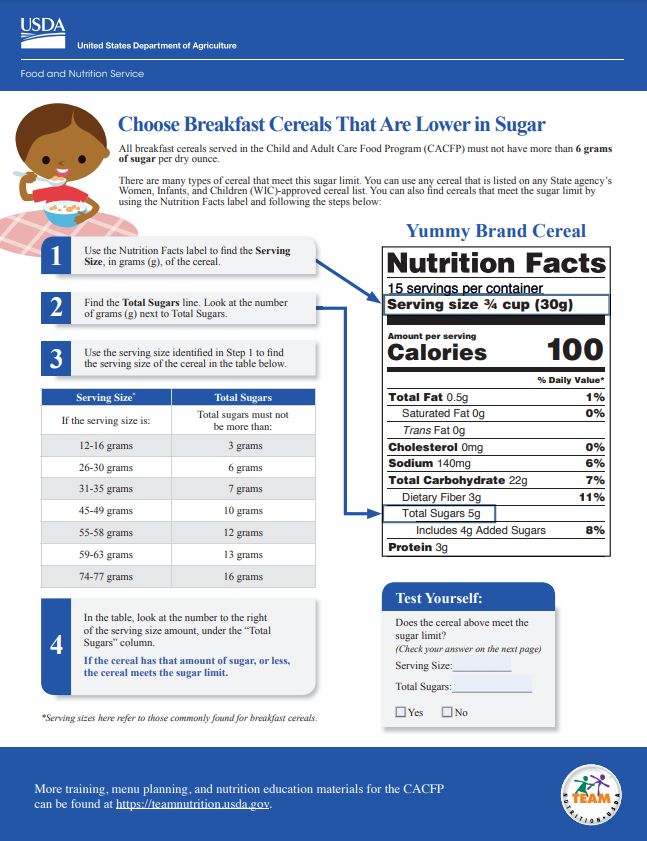 USDA
United States Department of Agriculture
Food and Nutrition Service
Choose Breakfast Cereals That Are Lower in Sugar
All breakfast cereals served in the Child and Adult Care Food Program (CACFP) must not have more than 6 grams
of sugar per dry ounce.
There are many types of cereal that meet this sugar limit. You can use any cereal that is listed on any State agency's
Women, Infants, and Children (WIC)-approved cereal list. You can also find cereals that meet the sugar limit by
using the Nutrition Facts label and following the steps below:
1
Use the Nutrition Facts label to find the Serving
Size, in grams (g), of the cereal.
2
Find the Total Sugars line. Look at the number
of grams (g) next to Total Sugars.
3
Use the serving size identified in Step 1 to find
the serving size of the cereal in the table below.
Serving Size* Total Sugars
If the serving size is: Total sugars must not
be more than:
12-16 grams 3 grams
26-30 grams 6 grams
31-35 grams 7 grams
45-49 grams 10 grams
55-58 grams 12 grams
59-63 grams 13 grams
74-77 grams 16 grams
4
In the table, look at the number to the right
of the serving size amount, under the "Total
Sugars" column.
If the cereal has that amount of sugar, or less,
the cereal meets the sugar limit.
*Serving sizes here refer to those commonly found for breakfast cereals.
Yummy Brand Cereal
Nutrition Facts
15 servings per container
Serving size ¾ cup (30g)
Amount per serving
Calories 100
% Daily Value*
Total Fat 0.5g 1%
Saturated Fat 0g 0%
Trans Fat 0g
Cholesterol 0mg 0%
Sodium 140mg 6%
Total Carbohydrate 22g 7%
Dietary Fiber 3g 11%
Total Sugars 5g
Includes 4g Added Sugars 8%
Protein 3g
Test Yourself:
Does the cereal above meet the
sugar limit?
(Check your answer on the next page)
Serving Size:
Total Sugars:
Yes No
More training, menu planning, and nutrition education materials for the CACFP
can be found at https://teamnutrition.usda.gov.
TEAM
NUTRITION•USDA